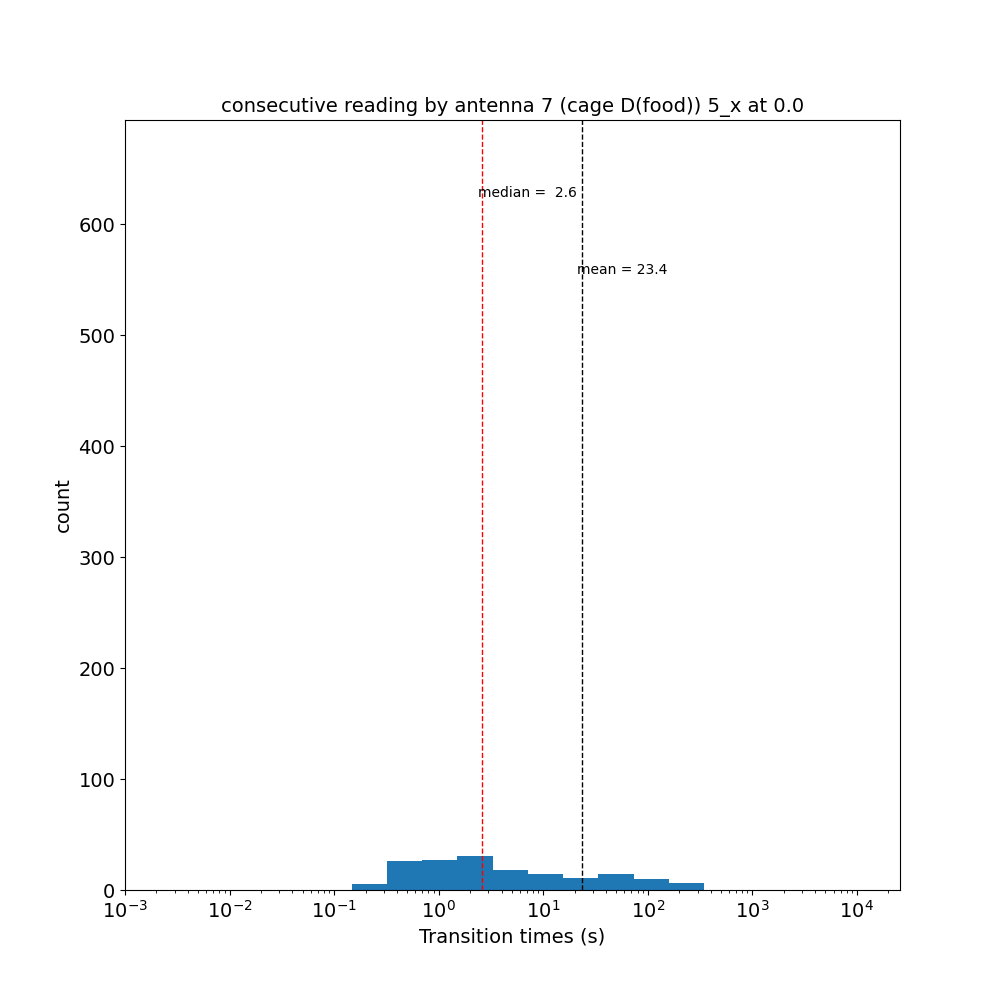 consecutive reading by antenna 7 (cage D(food)) 5_x at 0.0
median =  2.6
mean = 23.4
600
500
400
300
200
100
0
count
10⁻³ 10⁻² 10⁻¹ 10⁰ 10¹ 10² 10³ 10⁴
Transition times (s)